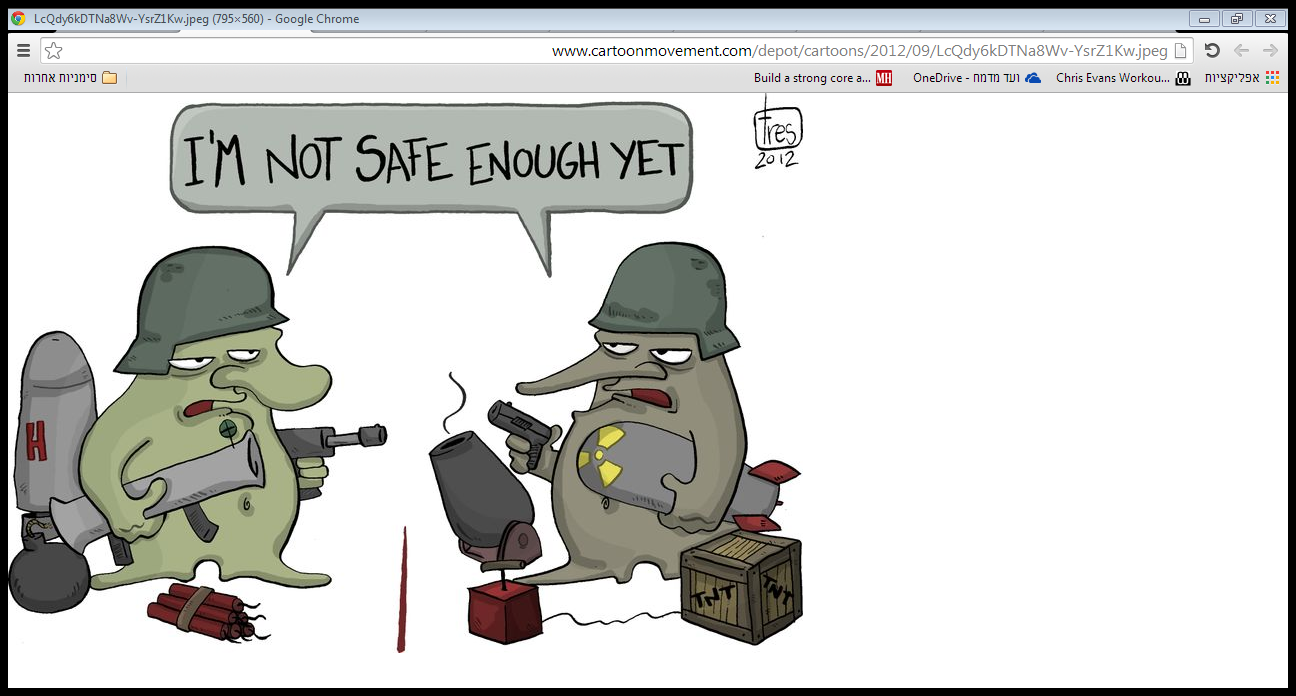 LcQdy6kDTNa8Wv-YsrZ1Kw.jpeg (795×560) - Google Chrome
www.cartoonmovement.com/depot/cartoons/2012/09/LcQdy6kDTNa8Wv-YsrZ1Kw.jpeg
אפליקציות
Chris Evans Workou...
OneDrive - ועד מדמח
Build a strong core a...
MH
סימניות אחרות
I'M NOT SAFE ENOUGH YET
Tres
2012
H
TNT
TNT